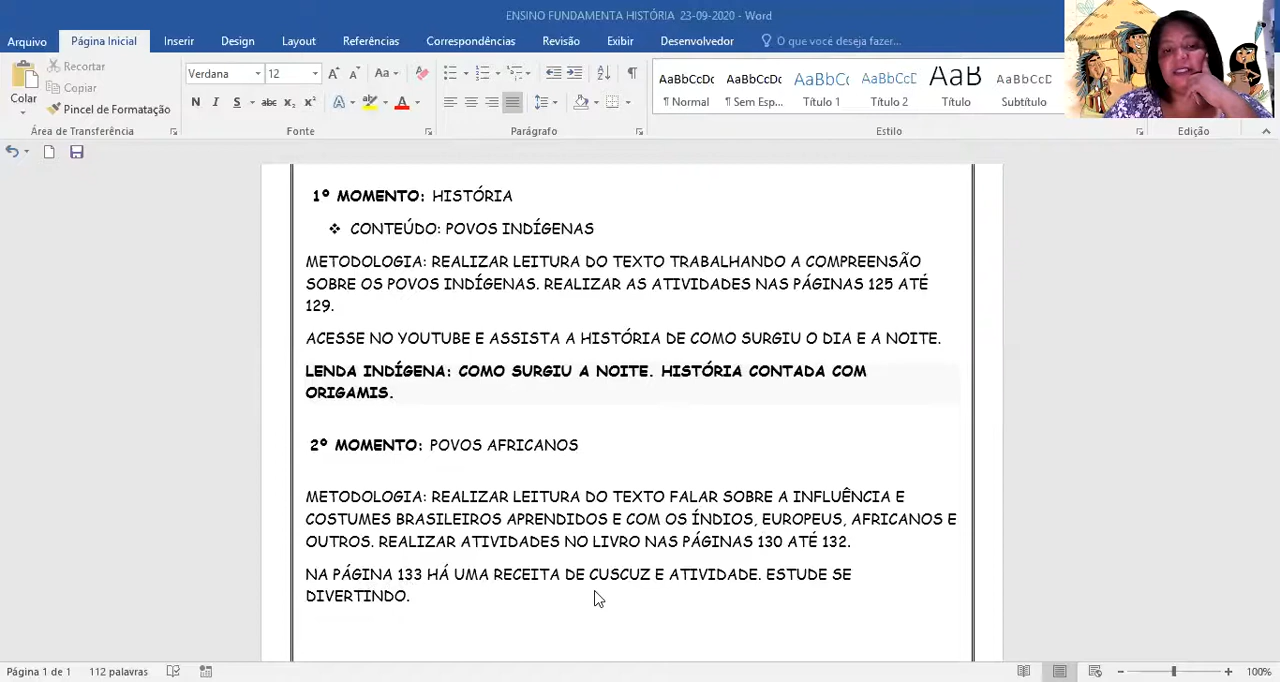 ENSINO FUNDAMENTA HISTÓRIA 23-09-2020 - Word
Arquivo Página Inicial Inserir Design Layout Referências Correspondências Revisão Exibir Desenvolvedor O que você deseja fazer...
Colar
Recortar
Copiar
Pincel de Formatação
Área de Transferência
Verdana 12
N I S abc x₂ x²
Fonte
Parágrafo
AaBbCcDc AaBbCcDc AaBbC AaBbCcD AaB AaBbCcD
¶ Normal ¶ Sem Esp... Título 1 Título 2 Título Subtítulo
Estilo
Edição
1º MOMENTO: HISTÓRIA
❖ CONTEÚDO: POVOS INDÍGENAS
METODOLOGIA: REALIZAR LEITURA DO TEXTO TRABALHANDO A COMPREENSÃO
SOBRE OS POVOS INDÍGENAS. REALIZAR AS ATIVIDADES NAS PÁGINAS 125 ATÉ
129.
ACESSE NO YOUTUBE E ASSISTA A HISTÓRIA DE COMO SURGIU O DIA E A NOITE.
LENDA INDÍGENA: COMO SURGIU A NOITE. HISTÓRIA CONTADA COM
ORIGAMIS.
2º MOMENTO: POVOS AFRICANOS
METODOLOGIA: REALIZAR LEITURA DO TEXTO FALAR SOBRE A INFLUÊNCIA E
COSTUMES BRASILEIROS APRENDIDOS E COM OS ÍNDIOS, EUROPEUS, AFRICANOS E
OUTROS. REALIZAR ATIVIDADES NO LIVRO NAS PÁGINAS 130 ATÉ 132.
NA PÁGINA 133 HÁ UMA RECEITA DE CUSCUZ E ATIVIDADE. ESTUDE SE
DIVERTINDO.
Página 1 de 1 112 palavras
100%